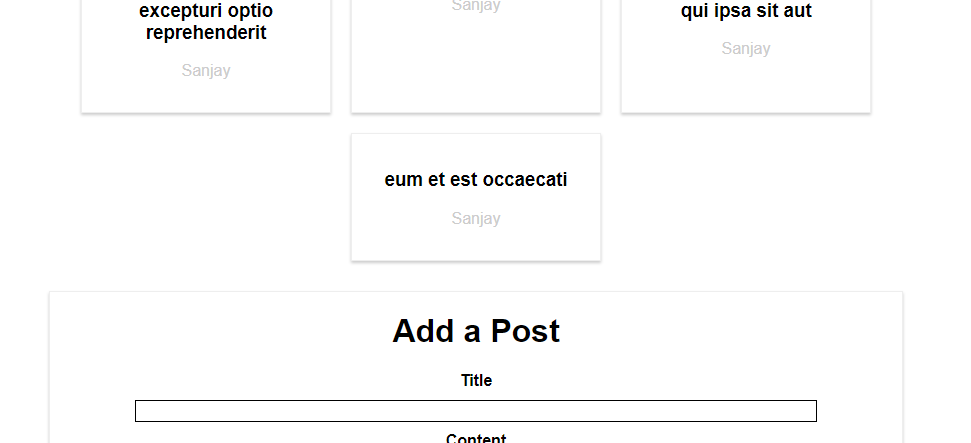 excepturi optio
reprehenderit
Sanjay
Sanjay
qui ipsa sit aut
Sanjay
eum et est occaecati
Sanjay
Add a Post
Title
Content